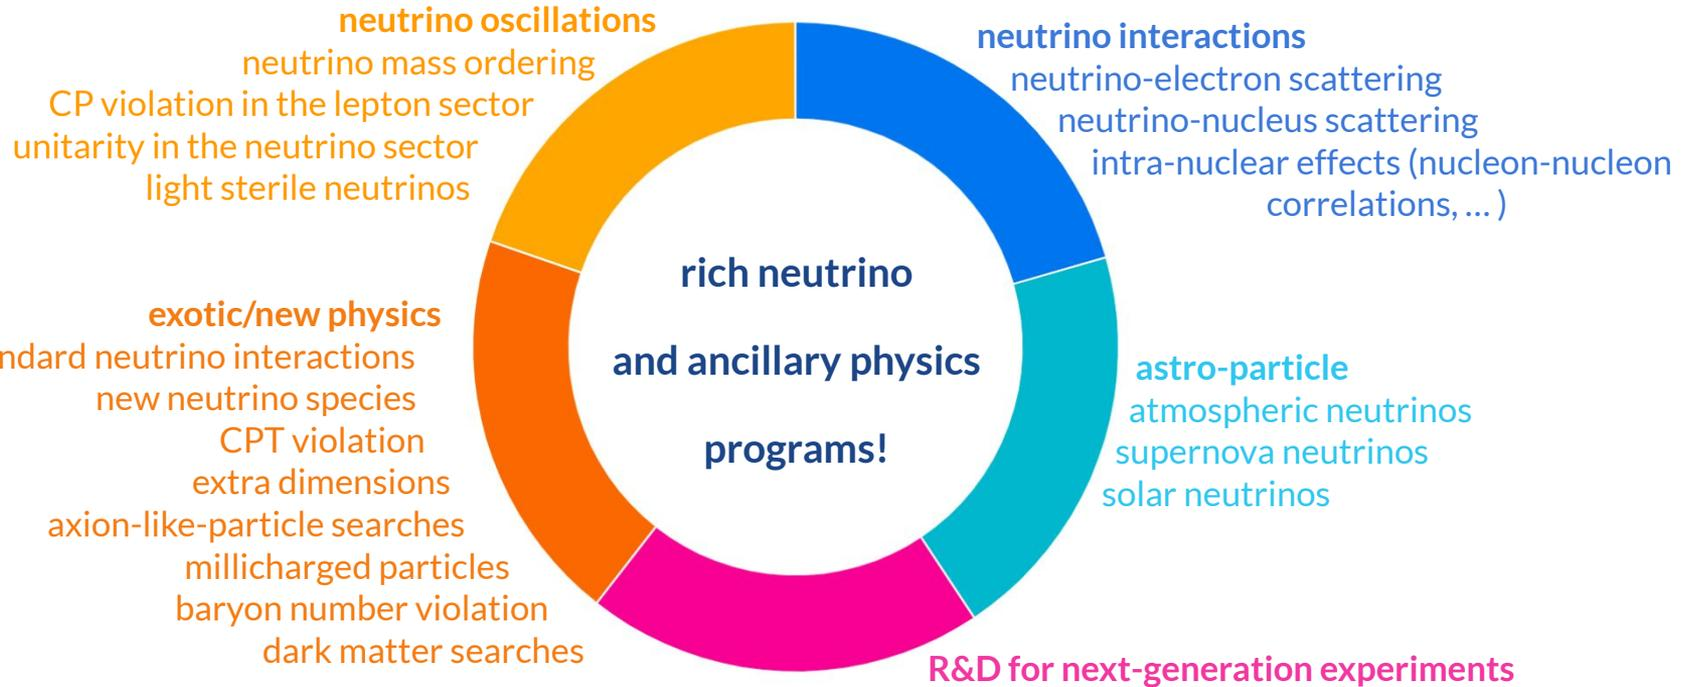 neutrino oscillations
neutrino mass ordering
CP violation in the lepton sector
unitarity in the neutrino sector
light sterile neutrinos
neutrino interactions
neutrino-electron scattering
neutrino-nucleus scattering
intra-nuclear effects (nucleon-nucleon
correlations, ... )
rich neutrino
and ancillary physics
programs!
exotic/new physics
neutrino interactions
new neutrino species
CPT violation
extra dimensions
axion-like-particle searches
millicharged particles
baryon number violation
dark matter searches
astro-particle
atmospheric neutrinos
supernova neutrinos
solar neutrinos
R&D for next-generation experiments